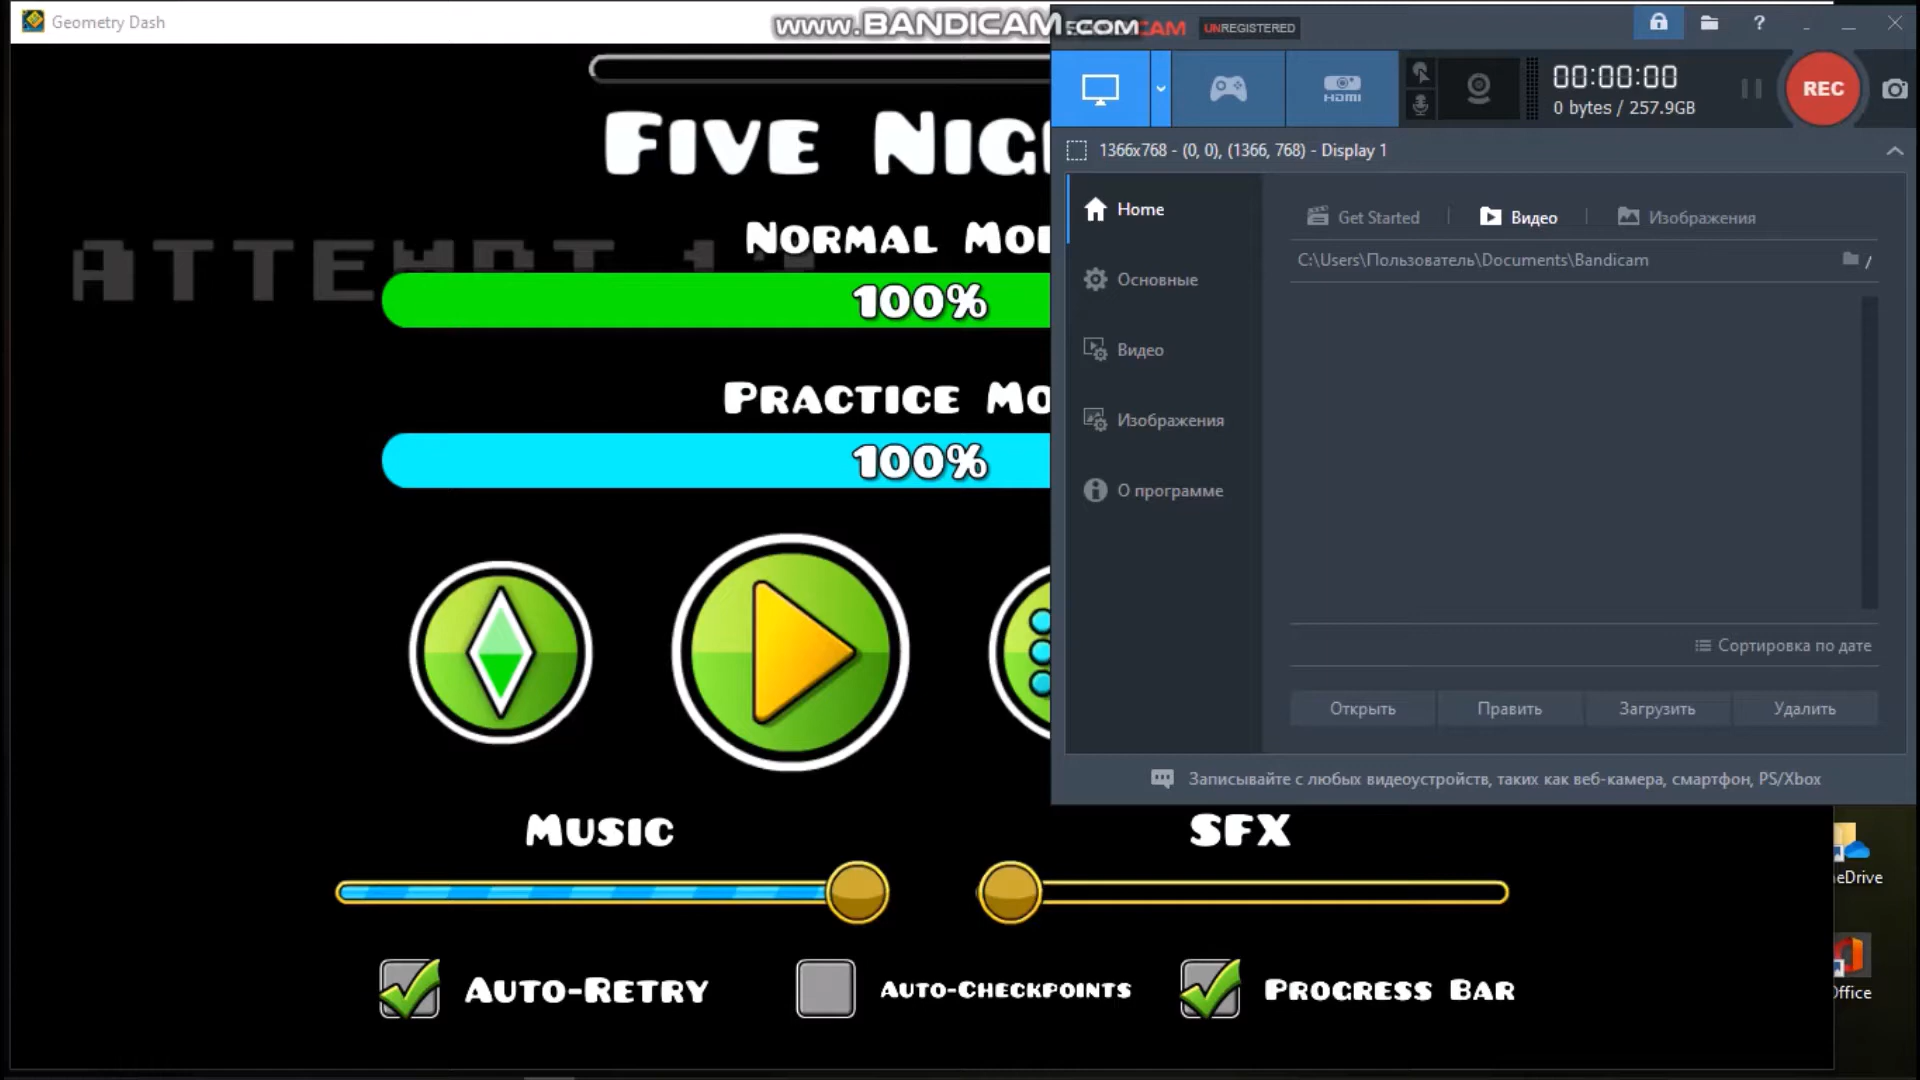 Geometry Dash
www.BANDICAM.com
UNREGISTERED
HDMI
00:00:00
0 bytes / 257.9GB
REC
1366x768 - (0, 0), (1366, 768) - Display 1
FIVE NIG
NORMAL MO
100%
PRACTICE MO
100%
Home
Основные
Видео
Изображения
О программе
Get Started
Видео
Изображения
C:\Users\Пользователь\Documents\Bandicam
Сортировка по дате
Открыть
Править
Загрузить
Удалить
Записывайте с любых видеоустройств, таких как веб-камера, смартфон, PS/Xbox
MUSIC
SFX
AUTO-RETRY
AUTO-CHECKPOINTS
PROGRESS BAR
eDrive
Office
ATTEMPT